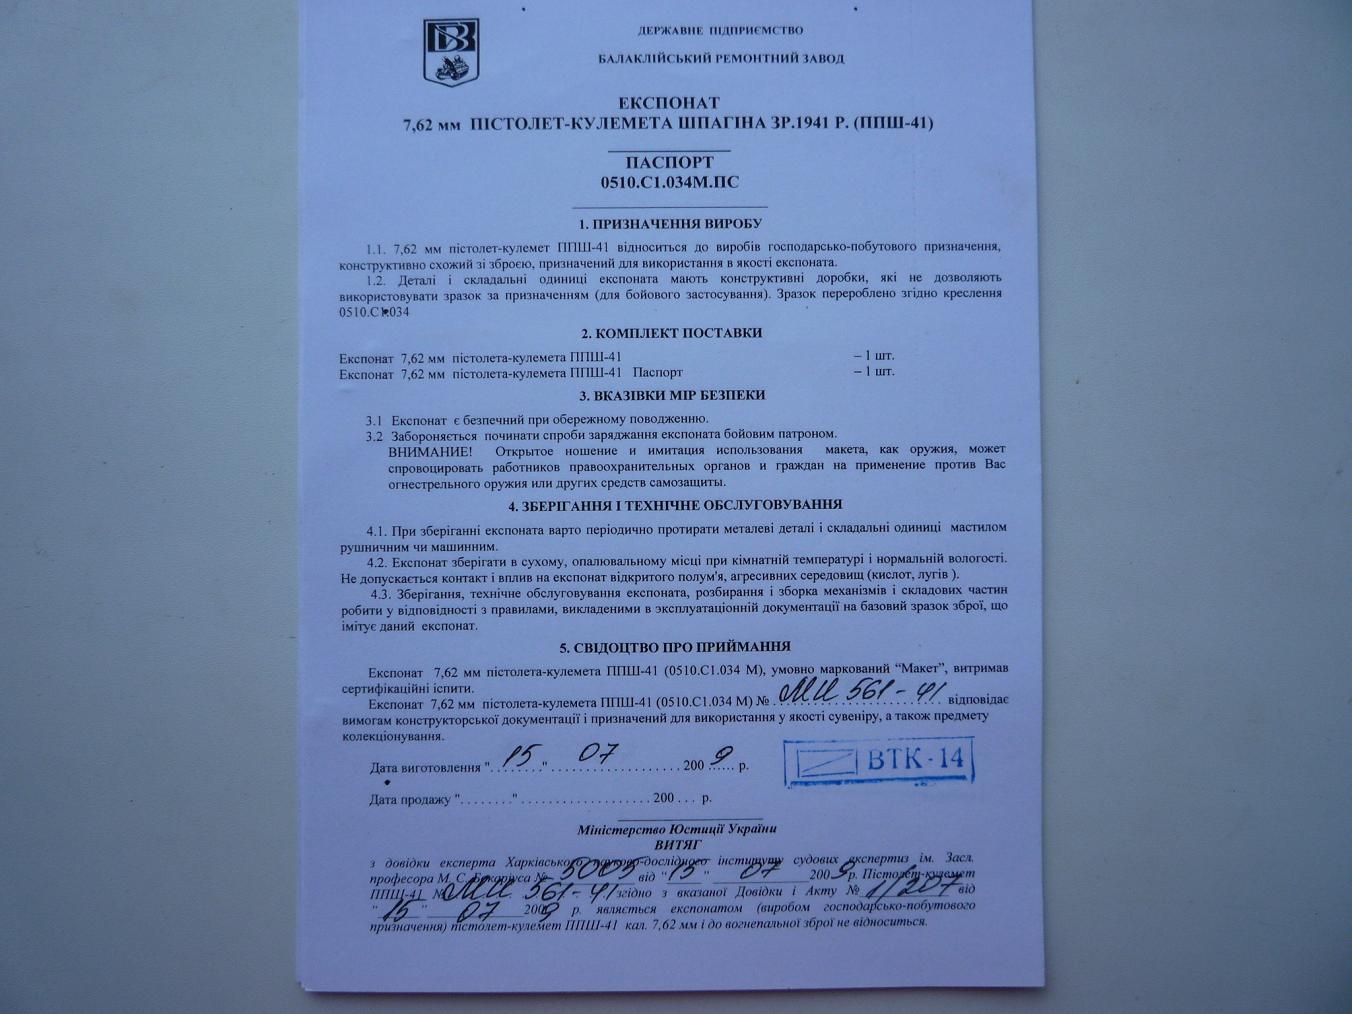 ДЕРЖАВНЕ ПІДПРИЄМСТВО
БАЛАКЛІЙСЬКИЙ РЕМОНТНИЙ ЗАВОД
ЕКСПОНАТ
7,62 мм ПІСТОЛЕТ-КУЛЕМЕТА ШПАГІНА ЗР.1941 Р. (ППШ-41)
ПАСПОРТ
0510.С1.034М.ПС
1. ПРИЗНАЧЕННЯ ВИРОБУ
1.1. 7,62 мм пістолет-кулемет ППШ-41 відноситься до виробів господарсько-побутового призначення,
конструктивно схожий зі зброєю, призначений для використання в якості експоната.
1.2. Деталі і складальні одиниці експоната мають конструктивні доробки, які не дозволяють
використовувати зразок за призначенням (для бойового застосування). Зразок перероблено згідно креслення
0510.С1.034
2. КОМПЛЕКТ ПОСТАВКИ
Експонат 7,62 мм пістолета-кулемета ППШ-41 – 1 шт.
Експонат 7,62 мм пістолета-кулемета ППШ-41 Паспорт – 1 шт.
3. ВКАЗІВКИ МІР БЕЗПЕКИ
3.1 Експонат є безпечний при обережному поводженню.
3.2 Забороняється починати спроби заряджання експоната бойовим патроном.
ВНИМАНИЕ! Открытое ношение и имитация использования макета, как оружия, может
спровоцировать работников правоохранительных органов и граждан на применение против Вас
огнестрельного оружия или других средств самозащиты.
4. ЗБЕРІГАННЯ І ТЕХНІЧНЕ ОБСЛУГОВУВАННЯ
4.1. При зберіганні експоната варто періодично протирати металеві деталі і складальні одиниці мастилом
рушничним чи машинним.
4.2. Експонат зберігати в сухому, опалювальному місці при кімнатній температурі і нормальній вологості.
Не допускається контакт і вплив на експонат відкритого полум'я, агресивних середовищ (кислот, лугів ).
4.3. Зберігання, технічне обслуговування експоната, розбирання і зборка механізмів і складових частин
робити у відповідності з правилами, викладеними в эксплуатаційній документації на базовий зразок зброї, що
імітує даний експонат.
5. СВІДОЦТВО ПРО ПРИЙМАННЯ
Експонат 7,62 мм пістолета-кулемета ППШ-41 (0510.С1.034 М), умовно маркований “Макет”, витримав
сертифікаційні іспити.
Експонат 7,62 мм пістолета-кулемета ППШ-41 (0510.С1.034 М) № МИ 561-41 відповідає
вимогам конструкторської документації і призначений для використання у якості сувеніру, а також предмету
колекціонування.
Дата виготовлення "15" 07 2009 р.
ВТК-14
Дата продажу "........" .................... 200 ... р.
Міністерство Юстиції України
ВИТЯГ
з довідки експерта Харківського науково-дослідного інституту судових експертиз ім. Засл.
професора М. С. Бокаріуса № 5003 від "15" 07 2009 р. Пістолет-кулемет
ППШ-41 № МИ 561-41 згідно з вказаної Довідки і Акту № 1/207 від
"15" 07 2009 р. являється експонатом (виробом господарсько-побутового
призначення) пістолет-кулемет ППШ-41 кал. 7,62 мм і до вогнепальної зброї не відноситься.